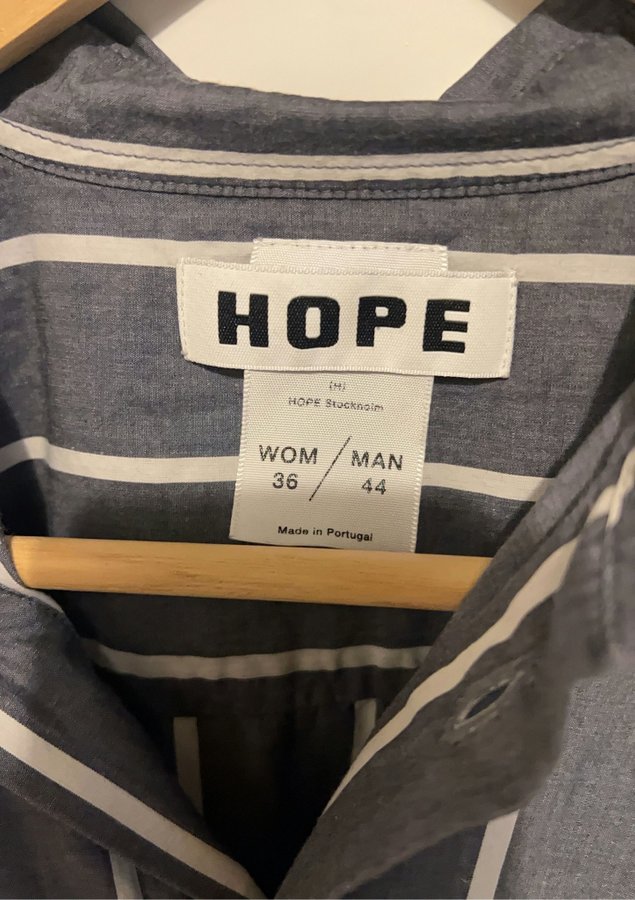 HOPE
(H)
HOPE Stockholm
WOM / MAN
36 / 44
Made in Portugal